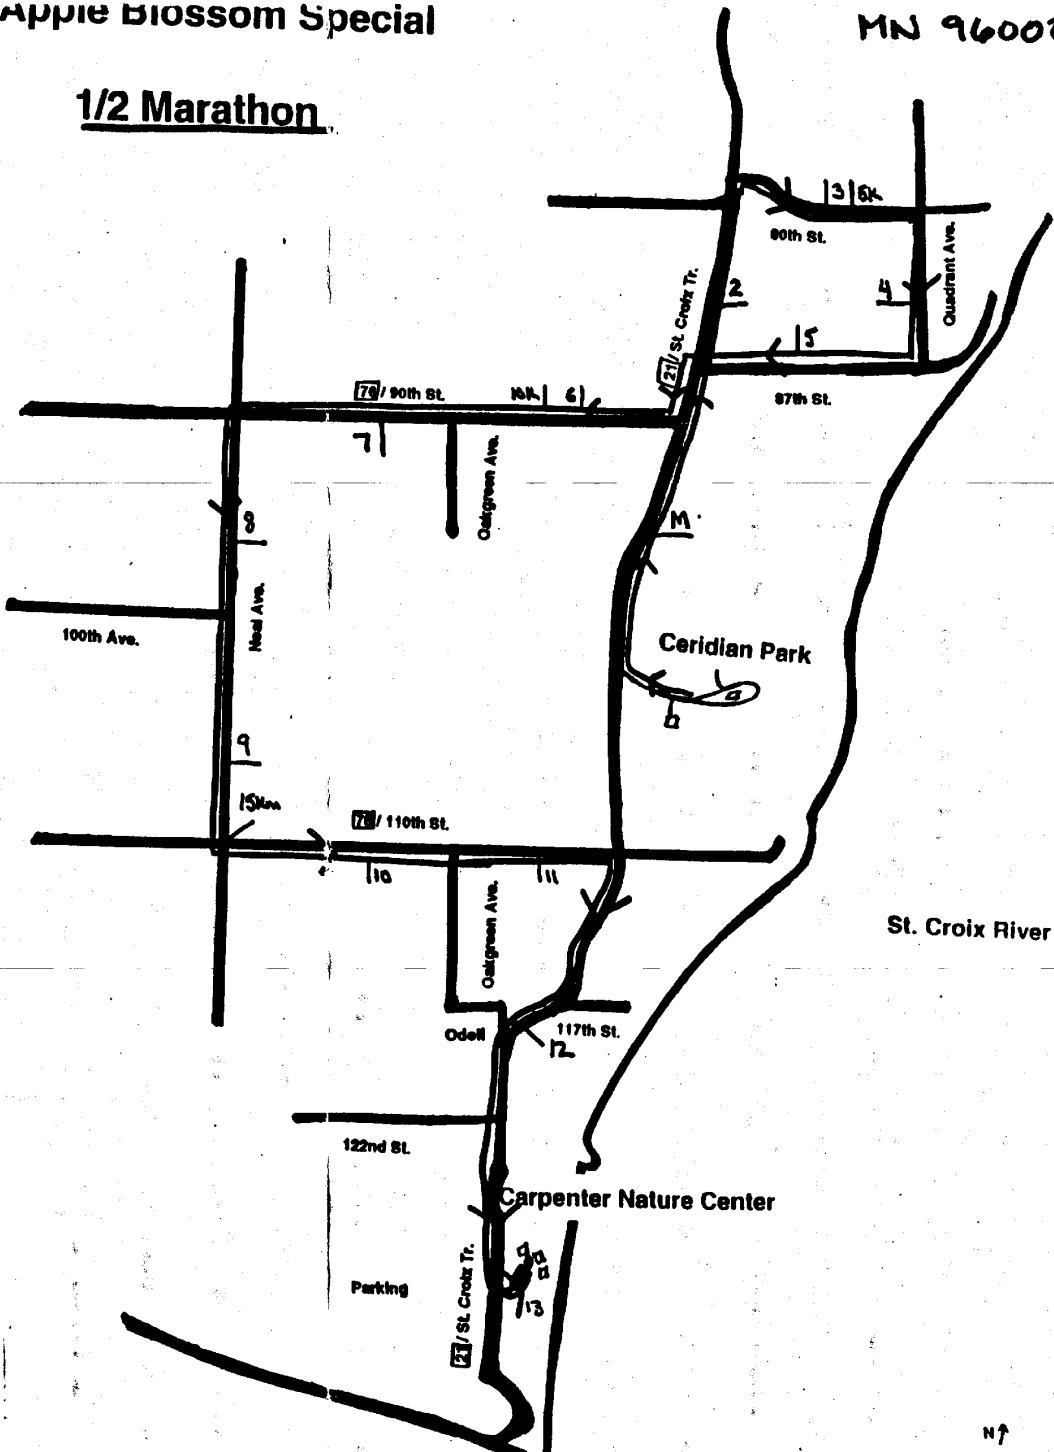 Apple Blossom Special
MN 96002
1/2 Marathon
3
5K
80th St.
Quadrant Ave.
2
4
21 / St. Croix Tr.
5
87th St.
76 / 90th St.
10K
6
7
Oakgreen Ave.
M
8
Neal Ave.
100th Ave.
Ceridian Park
9
15Km
76 / 110th St.
10
11
Oakgreen Ave.
St. Croix River
Odell
117th St.
12
122nd St.
Carpenter Nature Center
Parking
21 / St. Croix Tr.
13
N